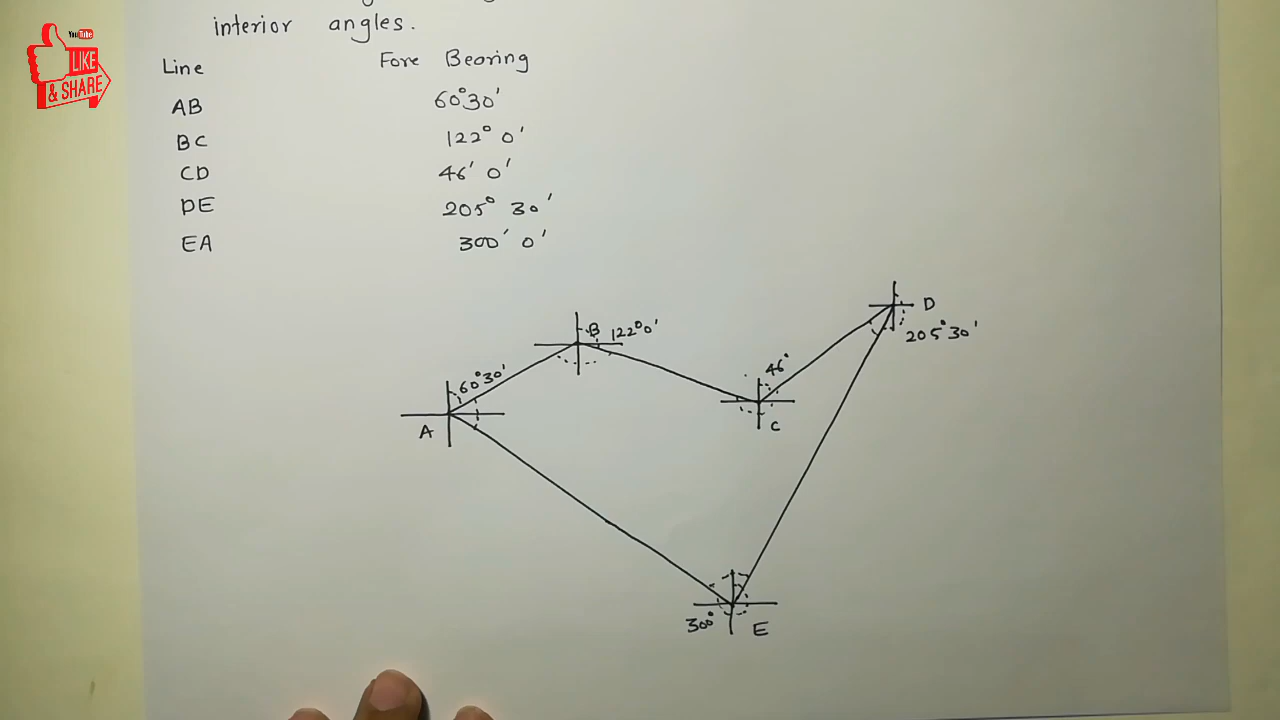 interior angles.
YouTube
LIKE
& SHARE
Line Fore Bearing
AB 60°30'
BC 122° 0'
CD 46' 0'
DE 205° 30'
EA 300' 0'
D
205°30'
B 122°0'
60°30'
46°
A
C
300°
E